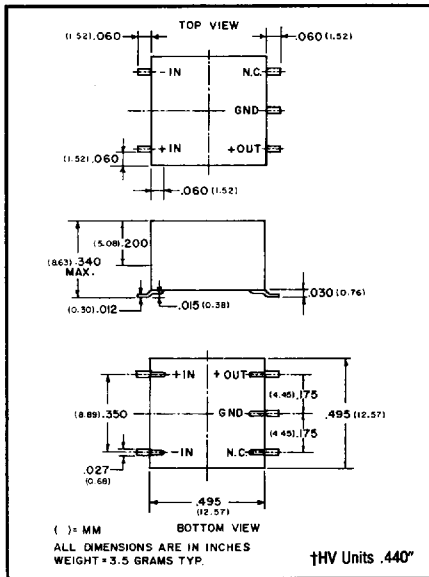 TOP VIEW
(1.52) .060
.060 (1.52)
-IN
N.C.
GND
+IN
+OUT
(1.52) .060
.060 (1.52)
(5.08) .200
(8.63) .340
MAX.
(0.30) .012
.015 (0.38)
.030 (0.76)
+IN
+OUT
(4.45) .175
(8.89) .350
GND
.495 (12.57)
(4.45) .175
-IN
N.C.
.027
(0.68)
.495
(12.57)
( ) = MM
BOTTOM VIEW
ALL DIMENSIONS ARE IN INCHES
WEIGHT = 3.5 GRAMS TYP.
†HV Units .440"